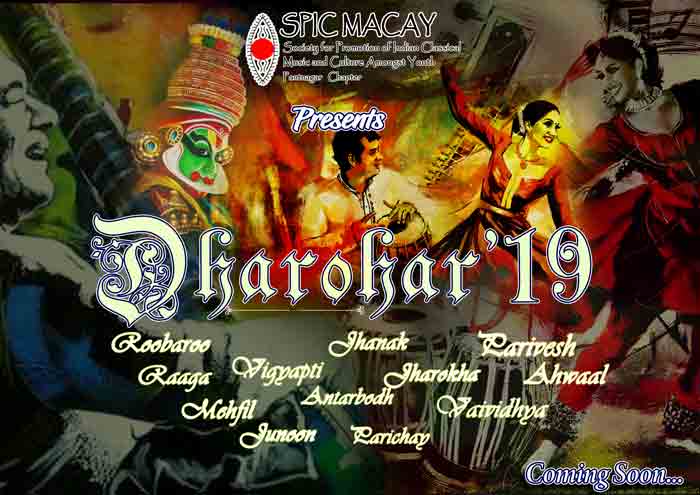 SPIC MACAY
Society for Promotion of Indian Classical
Music and Culture Amongst Youth
Pantnagar Chapter
Presents
Dharohar'19
Roobaroo
Jhanak
Parivesh
Raaga
Vigyapti
Jharokha
Ahwaal
Mehfil
Antarbodh
Vaividhya
Junoon
Parichay
Coming Soon...